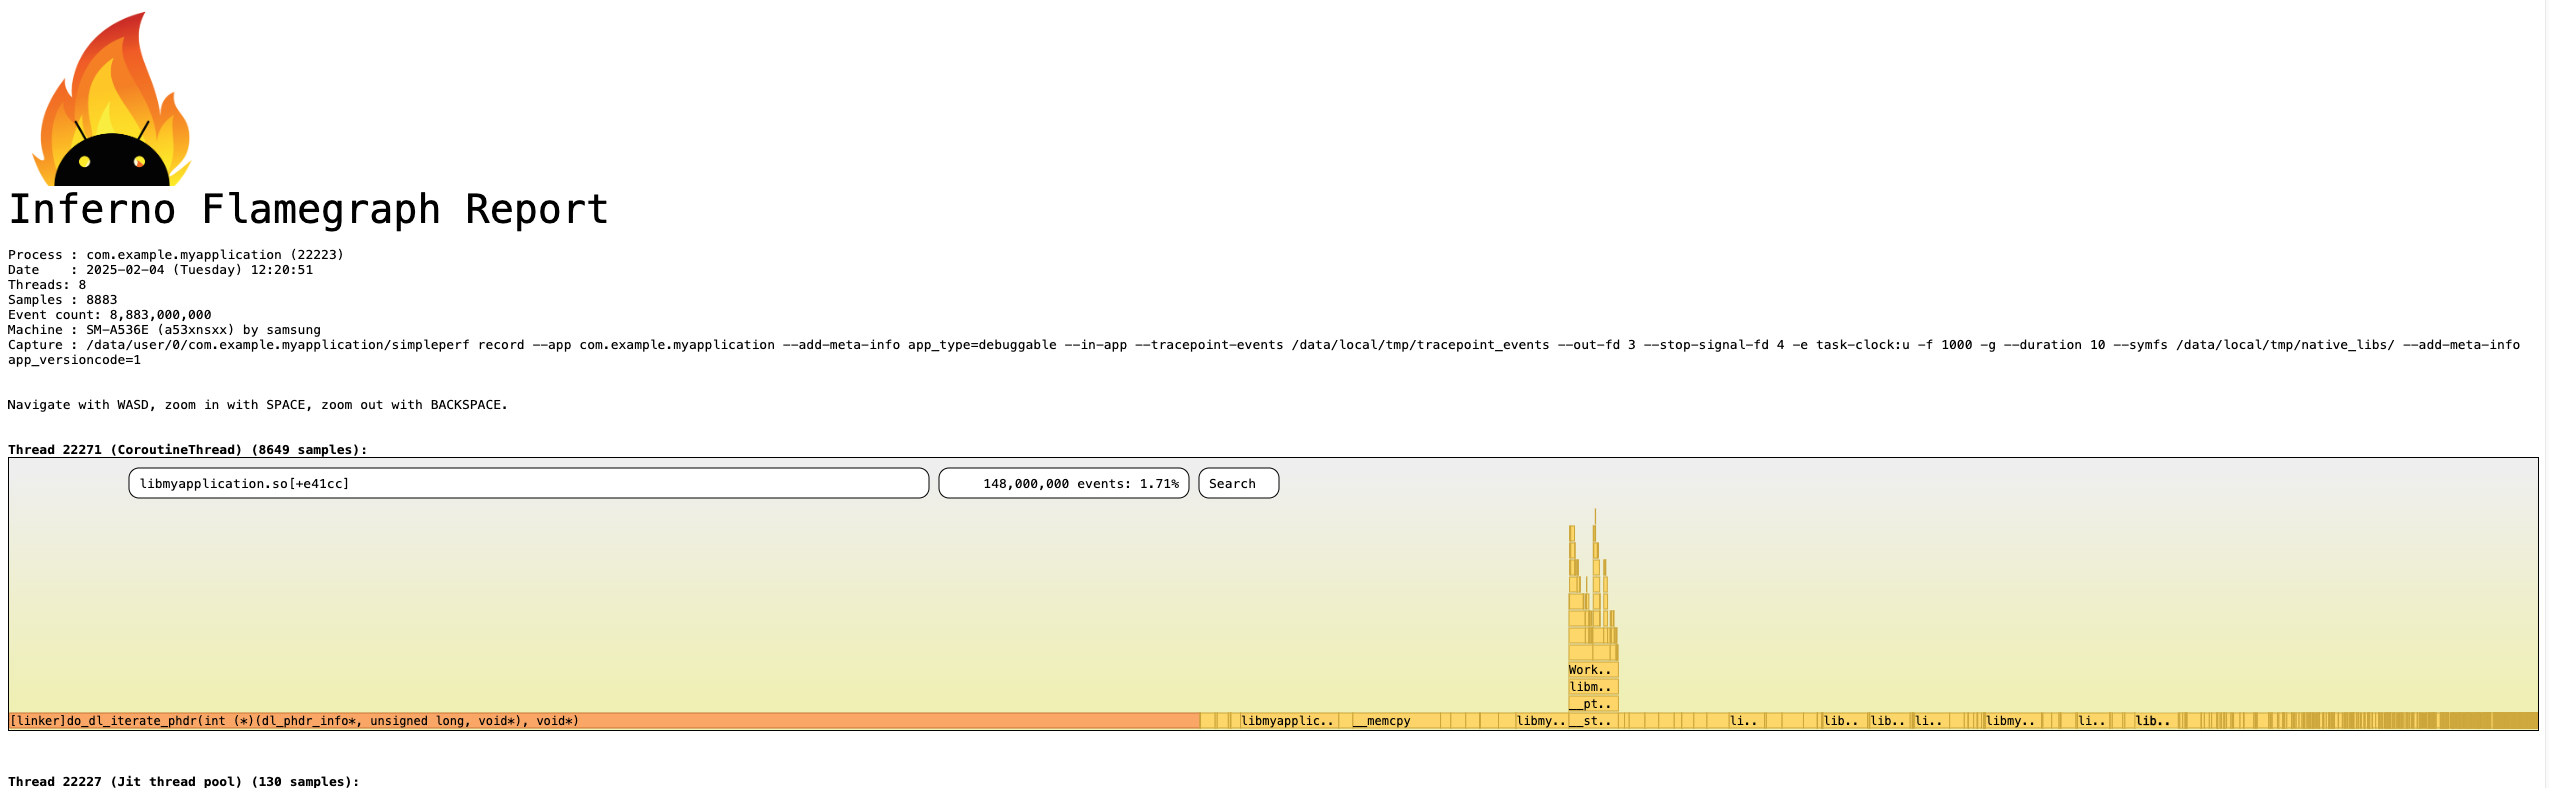 Inferno Flamegraph Report
Process : com.example.myapplication (22223)
Date    : 2025-02-04 (Tuesday) 12:20:51
Threads: 8
Samples : 8883
Event count: 8,883,000,000
Machine : SM-A536E (a53xnsxx) by samsung
Capture : /data/user/0/com.example.myapplication/simpleperf record --app com.example.myapplication --add-meta-info app_type=debuggable --in-app --tracepoint-events /data/local/tmp/tracepoint_events --out-fd 3 --stop-signal-fd 4 -e task-clock:u -f 1000 -g --duration 10 --symfs /data/local/tmp/native_libs/ --add-meta-info
app_versioncode=1
Navigate with WASD, zoom in with SPACE, zoom out with BACKSPACE.
Thread 22271 (CoroutineThread) (8649 samples):
libmyapplication.so[+e41cc] 148,000,000 events: 1.71% Search
Work..
libm..
__pt..
[linker]do_dl_iterate_phdr(int (*)(dl_phdr_info*, unsigned long, void*), void*) libmyapplic.. __memcpy libmy.. __st.. li.. lib.. lib.. li.. libmy.. li.. lib..
Thread 22227 (Jit thread pool) (130 samples):